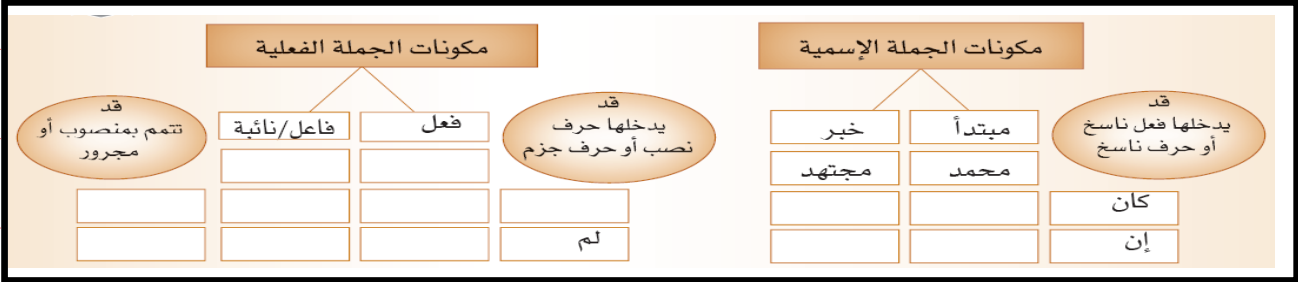 مكونات الجملة الإسمية
قد
يدخلها فعل ناسخ
أو حرف ناسخ
مبتدأ
خبر
محمد
مجتهد
كان
إن
مكونات الجملة الفعلية
قد
يدخلها حرف
نصب أو حرف جزم
فعل
فاعل/نائبة
قد
تتمم بمنصوب أو
مجرور
لم